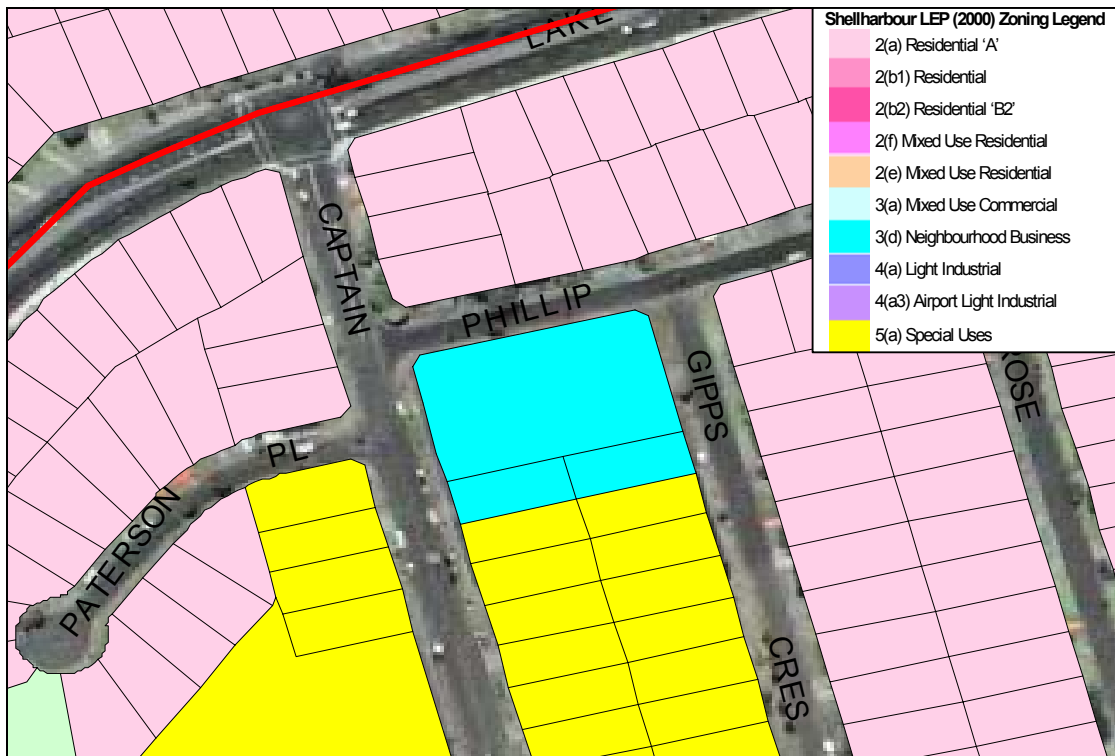 Shellharbour LEP (2000) Zoning Legend
2(a) Residential ‘A’
2(b1) Residential
2(b2) Residential ‘B2’
2(f) Mixed Use Residential
2(e) Mixed Use Residential
3(a) Mixed Use Commercial
3(d) Neighbourhood Business
4(a) Light Industrial
4(a3) Airport Light Industrial
5(a) Special Uses
LAKE
CAPTAIN
PHILLIP
GIPPS
ROSE
PL
PATERSON
CRES